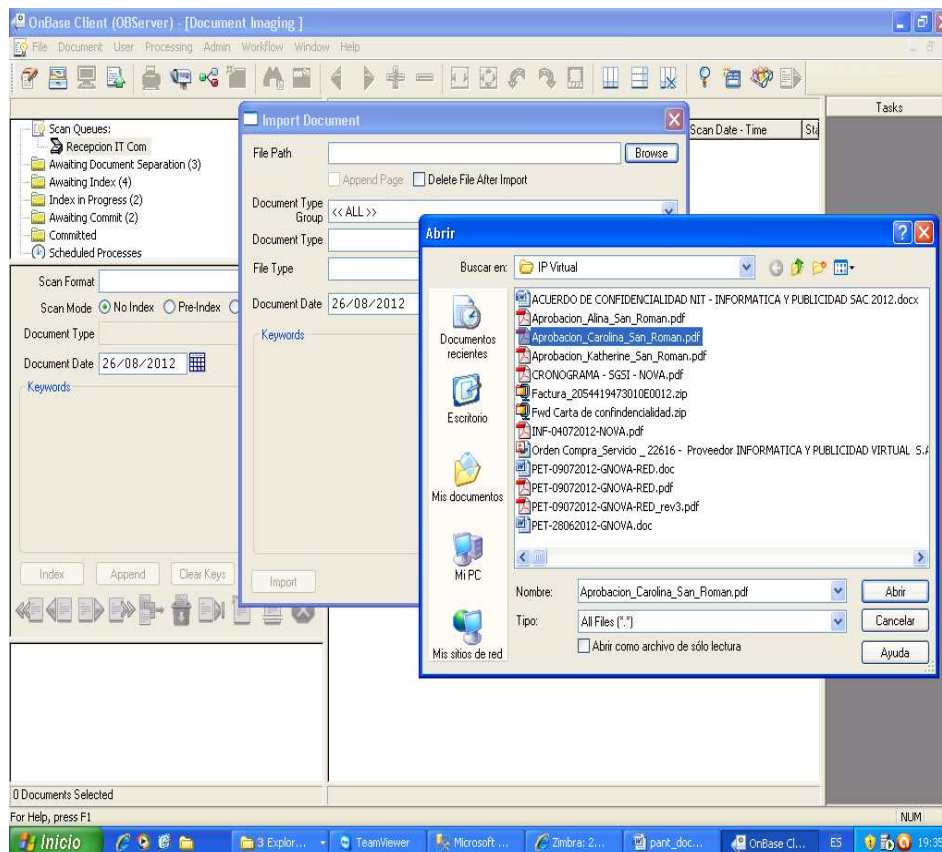 OnBase Client (OBServer) - [Document Imaging ]
File Document User Processing Admin Workflow Window Help
Tasks
Scan Queues:
Recepcion IT Com
Awaiting Document Separation (3)
Awaiting Index (4)
Index in Progress (2)
Awaiting Commit (2)
Committed
Scheduled Processes
Scan Date - Time
Scan Format
Scan Mode No Index Pre-Index
Document Type
Document Date 26/08/2012
Keywords
Index Append Clear Keys
0 Documents Selected
For Help, press F1
NUM
Import Document
File Path
Browse
Append Page Delete File After Import
Document Type Group << ALL >>
Document Type
File Type
Document Date 26/08/2012
Keywords
Import
Abrir
Buscar en: IP Virtual
Documentos recientes
Escritorio
Mis documentos
Mi PC
Mis sitios de red
ACUERDO DE CONFIDENCIALIDAD NIT - INFORMATICA Y PUBLICIDAD SAC 2012.docx
Aprobacion_Alina_San_Roman.pdf
Aprobacion_Carolina_San_Roman.pdf
Aprobacion_Katherine_San_Roman.pdf
CRONOGRAMA - SGSI - NOVA.pdf
Factura_2054419473010E0012.zip
Fwd Carta de confindencialidad.zip
INF-04072012-NOVA.pdf
Orden Compra_Servicio _ 22616 - Proveedor INFORMATICA Y PUBLICIDAD VIRTUAL S.A
PET-09072012-GNOVA-RED.doc
PET-09072012-GNOVA-RED.pdf
PET-09072012-GNOVA-RED_rev3.pdf
PET-28062012-GNOVA.doc
Nombre: Aprobacion_Carolina_San_Roman.pdf Abrir
Tipo: All Files (*.*) Cancelar
Abrir como archivo de sólo lectura Ayuda
Inicio 3 Explor... TeamViewer Microsoft ... Zimbra: 2... pant_doc... OnBase Cl... ES